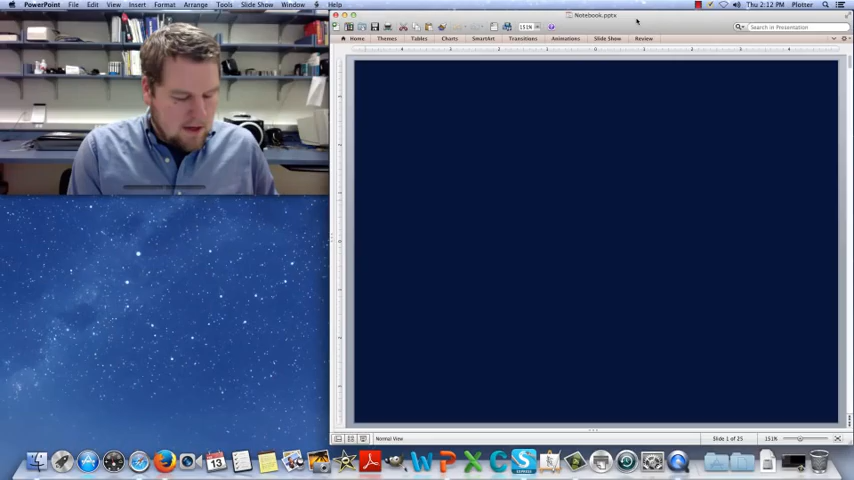 PowerPoint File Edit View Insert Format Arrange Tools Slide Show Window Help
Thu 2:12 PM Plotter
Notebook.pptx
151%
Search in Presentation
Home Themes Tables Charts SmartArt Transitions Animations Slide Show Review
Normal View
Slide 1 of 25
151%
13